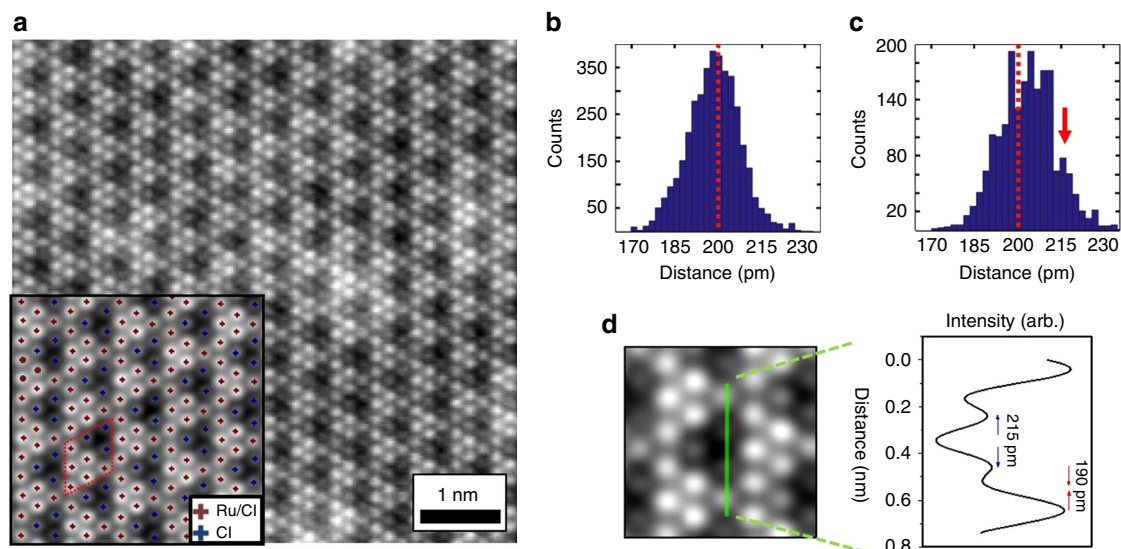 a
1 nm
Ru/Cl
Cl
b
Counts
350
250
150
50
170 185 200 215 230
Distance (pm)
c
Counts
200
140
80
20
170 185 200 215 230
Distance (pm)
d
Intensity (arb.)
Distance (nm)
0.0
0.2
0.4
0.6
0.8
215 pm
190 pm